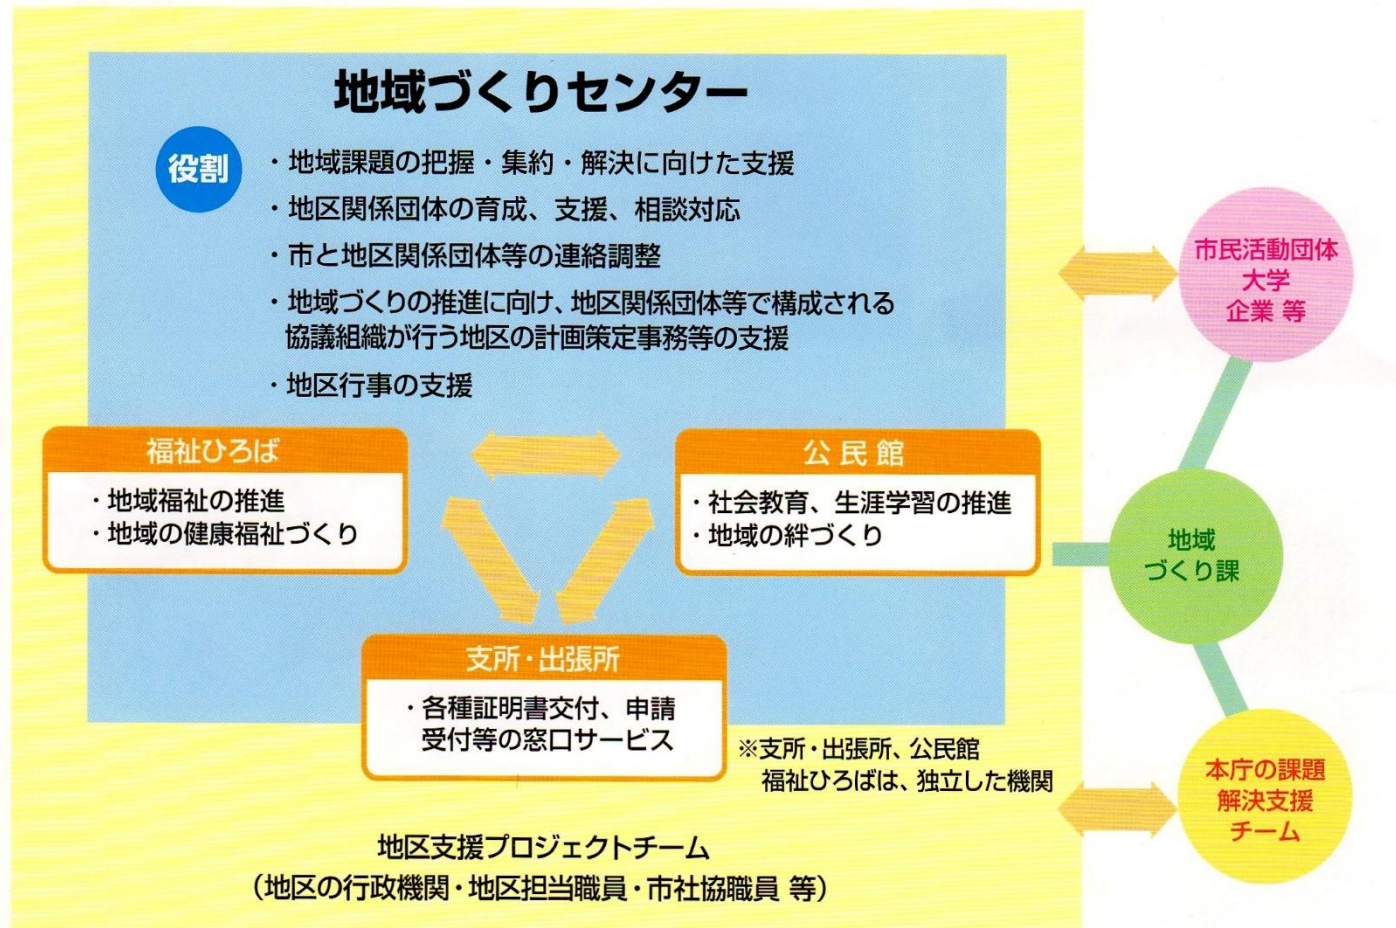 地域づくりセンター
役割
・地域課題の把握・集約・解決に向けた支援
・地区関係団体の育成、支援、相談対応
・市と地区関係団体等の連絡調整
・地域づくりの推進に向け、地区関係団体等で構成される
協議組織が行う地区の計画策定事務等の支援
・地区行事の支援
福祉ひろば
・地域福祉の推進
・地域の健康福祉づくり
公民館
・社会教育、生涯学習の推進
・地域の絆づくり
支所・出張所
・各種証明書交付、申請
受付等の窓口サービス
※支所・出張所、公民館
福祉ひろばは、独立した機関
地区支援プロジェクトチーム
（地区の行政機関・地区担当職員・市社協職員 等）
市民活動団体
大学
企業 等
地域
づくり課
本庁の課題
解決支援
チーム